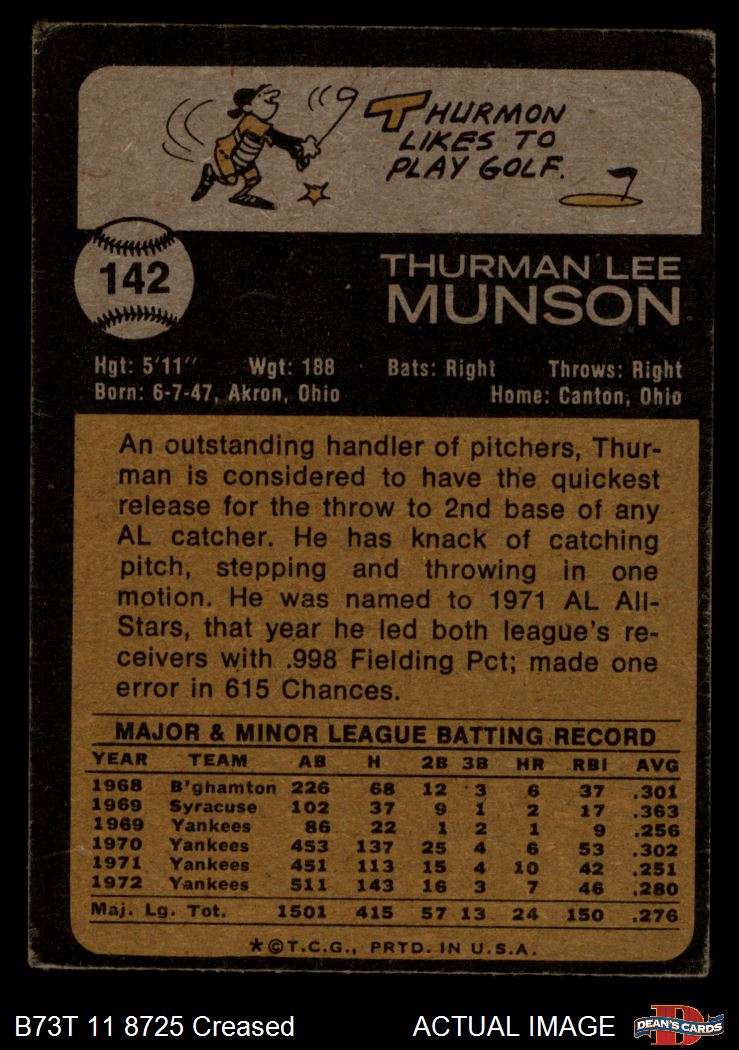 THURMON
LIKES TO
PLAY GOLF.
142
THURMAN LEE
MUNSON
Hgt: 5'11" Wgt: 188 Bats: Right Throws: Right
Born: 6-7-47, Akron, Ohio Home: Canton, Ohio
An outstanding handler of pitchers, Thur-
man is considered to have the quickest
release for the throw to 2nd base of any
AL catcher. He has knack of catching
pitch, stepping and throwing in one
motion. He was named to 1971 AL All-
Stars, that year he led both league's re-
ceivers with .998 Fielding Pct; made one
error in 615 Chances.
MAJOR & MINOR LEAGUE BATTING RECORD
YEAR TEAM AB H 2B 3B HR RBI AVG
1968 B'ghamton 226 68 12 3 6 37 .301
1969 Syracuse 102 37 9 1 2 17 .363
1969 Yankees 86 22 1 2 1 9 .256
1970 Yankees 453 137 25 4 6 53 .302
1971 Yankees 451 113 15 4 10 42 .251
1972 Yankees 511 143 16 3 7 46 .280
Maj. Lg. Tot. 1501 415 57 13 24 150 .276
*©T.C.G., PRTD. IN U.S.A.
B73T 11 8725 Creased ACTUAL IMAGE
D
DEAN'S CARDS